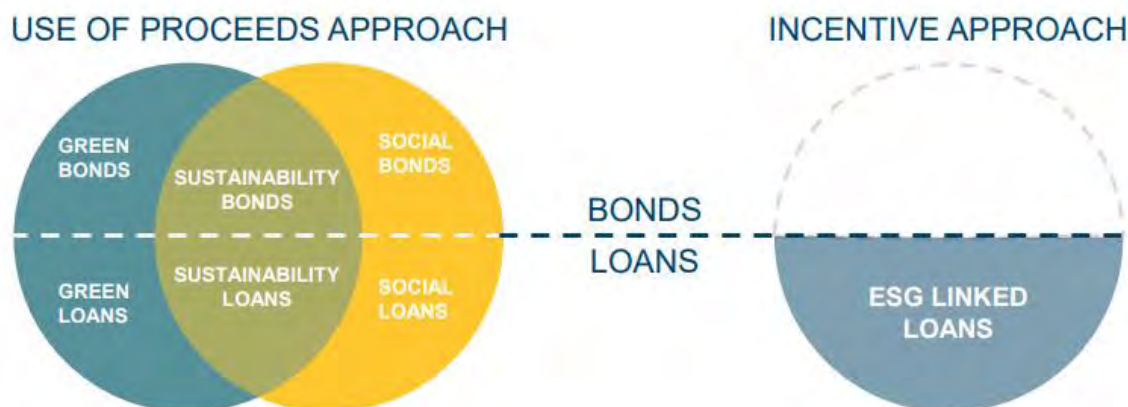 USE OF PROCEEDS APPROACH
INCENTIVE APPROACH
GREEN
BONDS
SUSTAINABILITY
BONDS
SOCIAL
BONDS
BONDS
LOANS
GREEN
LOANS
SUSTAINABILITY
LOANS
SOCIAL
LOANS
ESG LINKED
LOANS